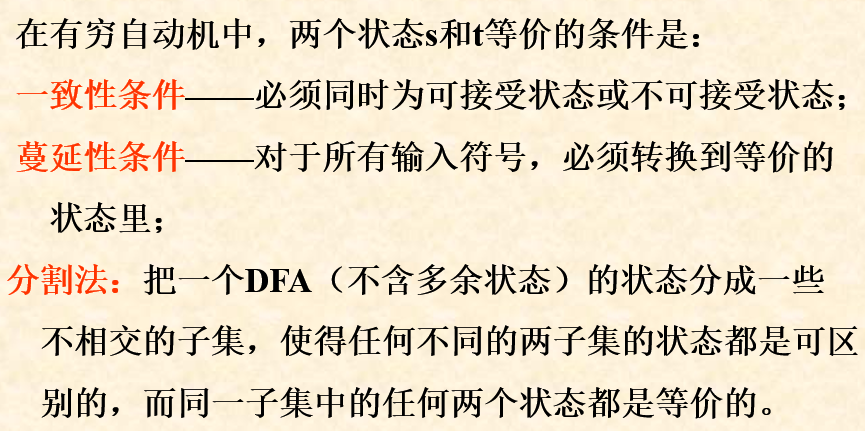 在有穷自动机中，两个状态s和t等价的条件是：
一致性条件——必须同时为可接受状态或不可接受状态；
蔓延性条件——对于所有输入符号，必须转换到等价的
状态里；
分割法：把一个DFA（不含多余状态）的状态分成一些
不相交的子集，使得任何不同的两子集的状态都是可区
别的，而同一子集中的任何两个状态都是等价的。